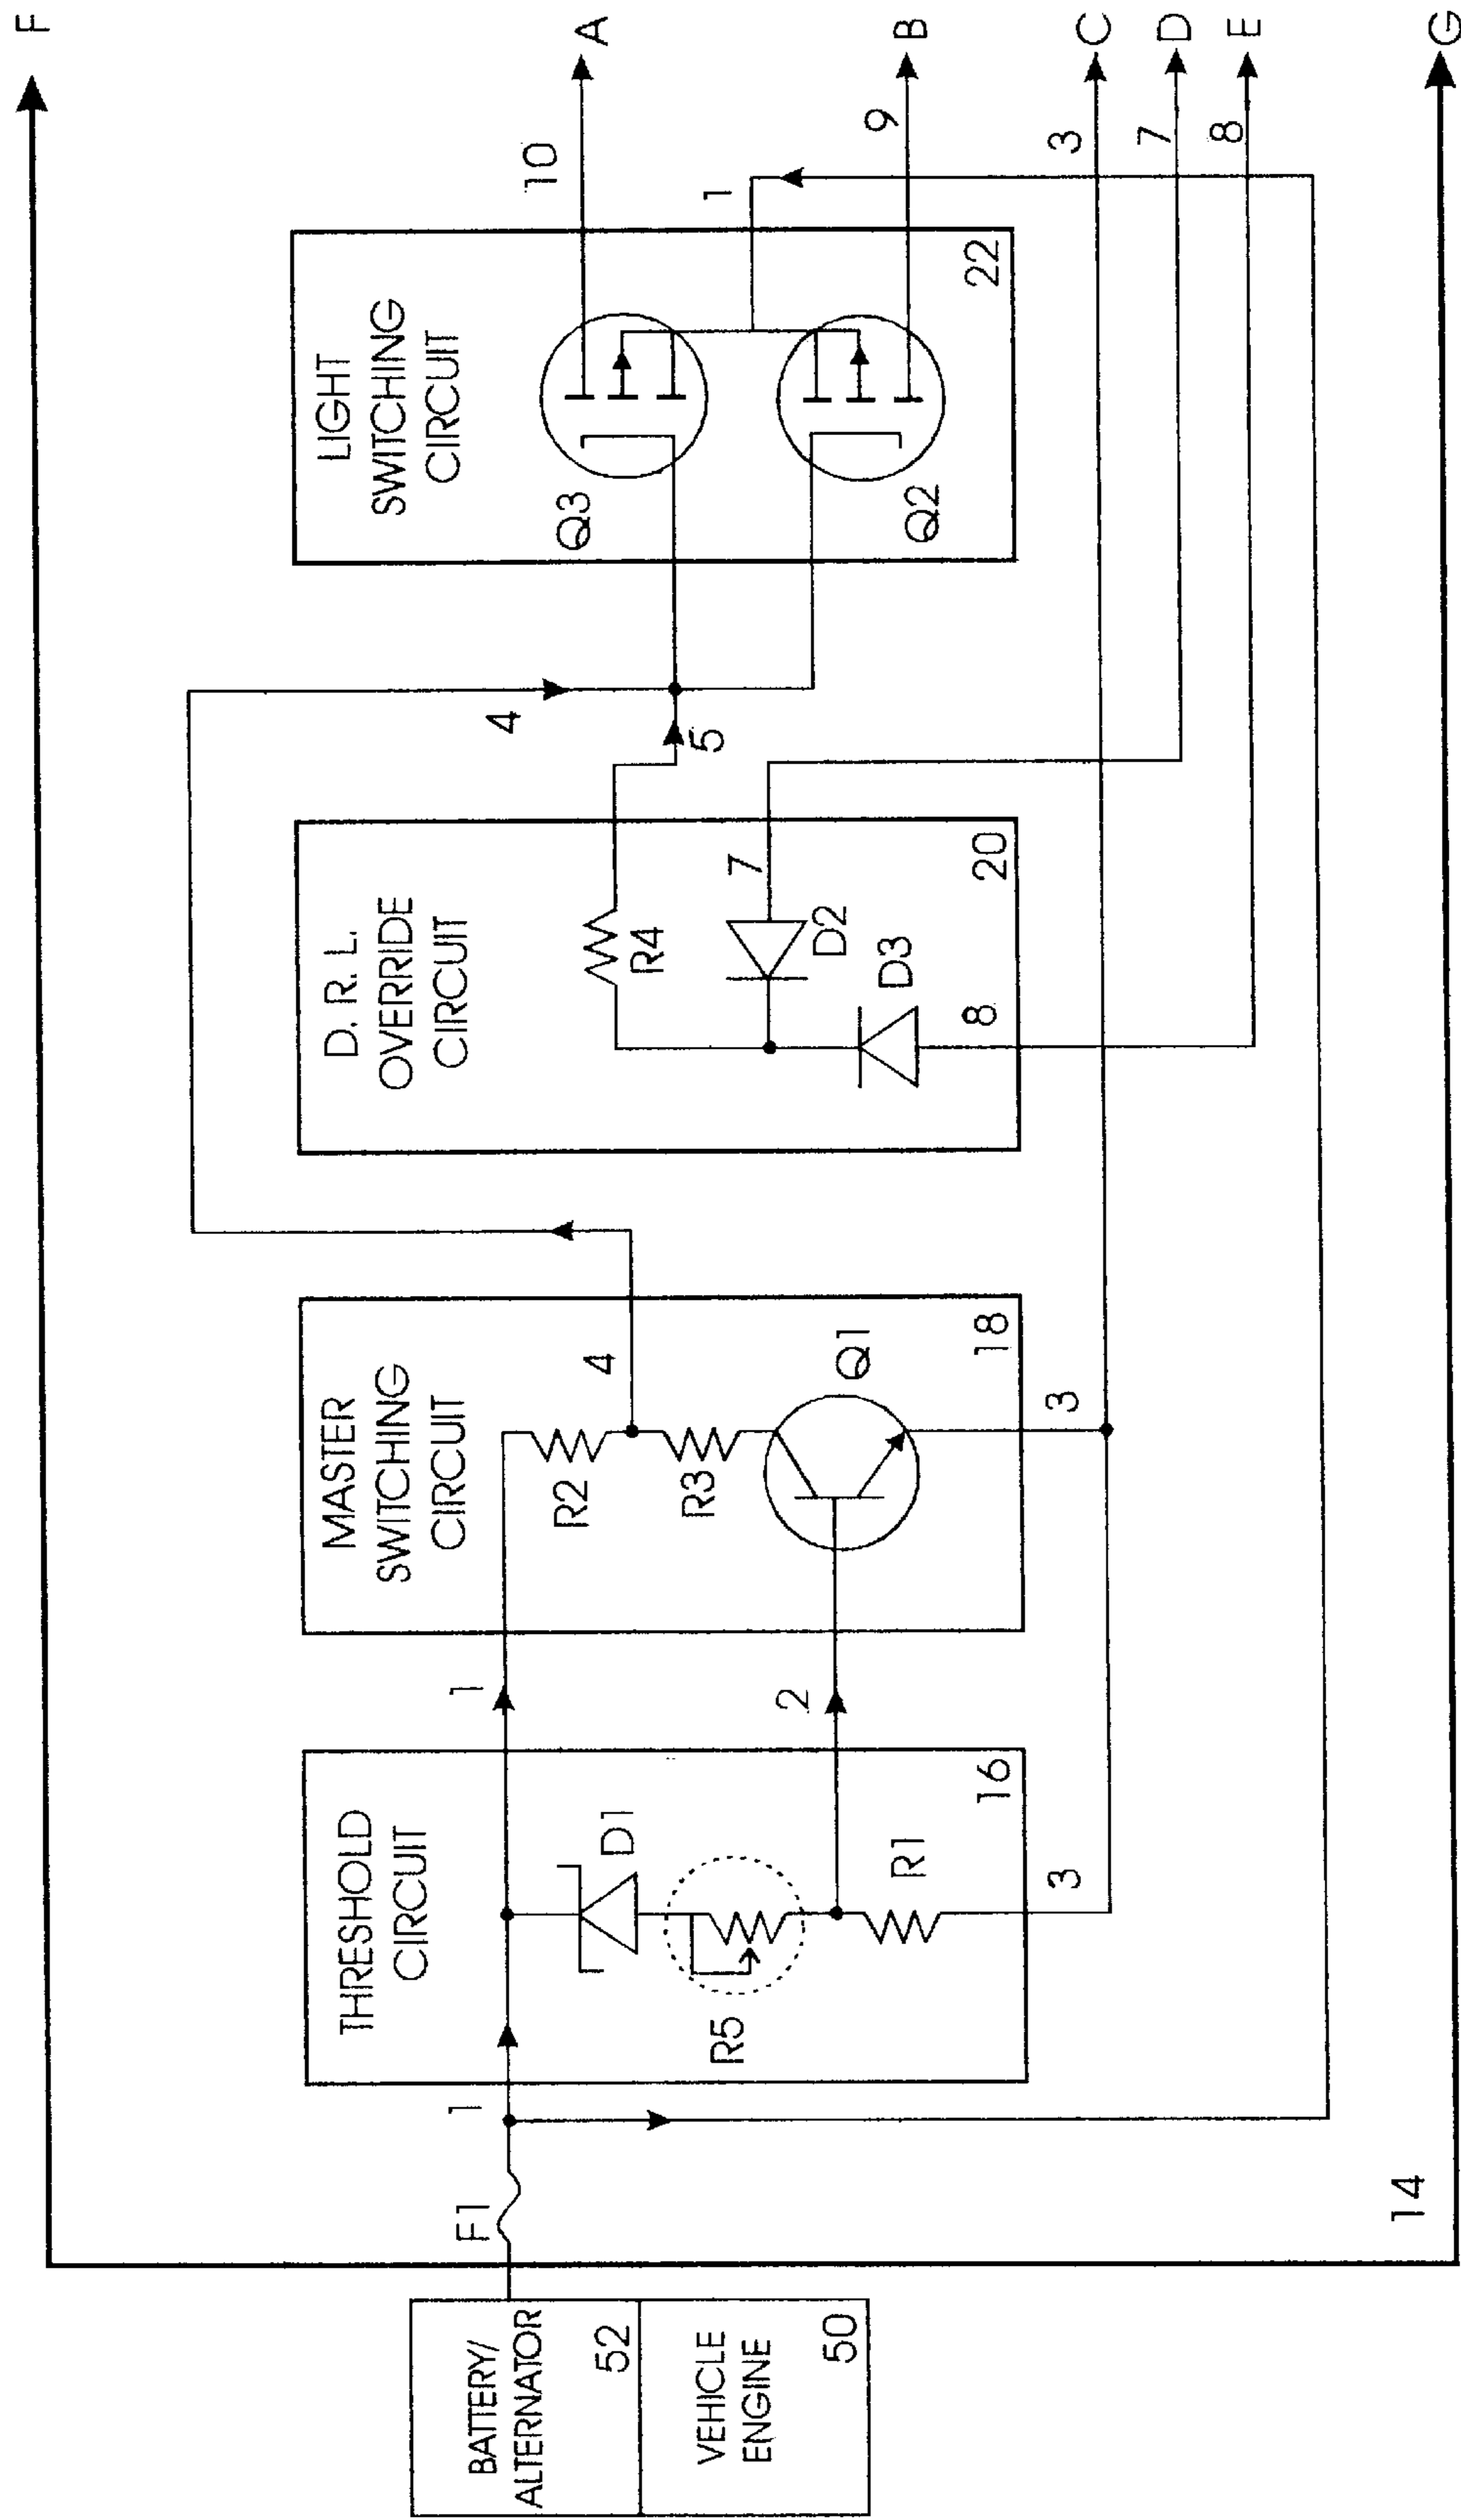 F
BATTERY/
ALTERNATOR
52
VEHICLE
ENGINE
50
F1
1
14
THRESHOLD
CIRCUIT
D1
R5
R1
16
3
1
2
MASTER
SWITCHING
CIRCUIT
R2
4
R3
Q1
18
3
D. R. L.
OVERRIDE
CIRCUIT
R4
7
D2
D3
8
20
4
5
LIGHT
SWITCHING
CIRCUIT
Q3
Q2
22
10
1
9
3
7
8
A
B
C
D
E
G